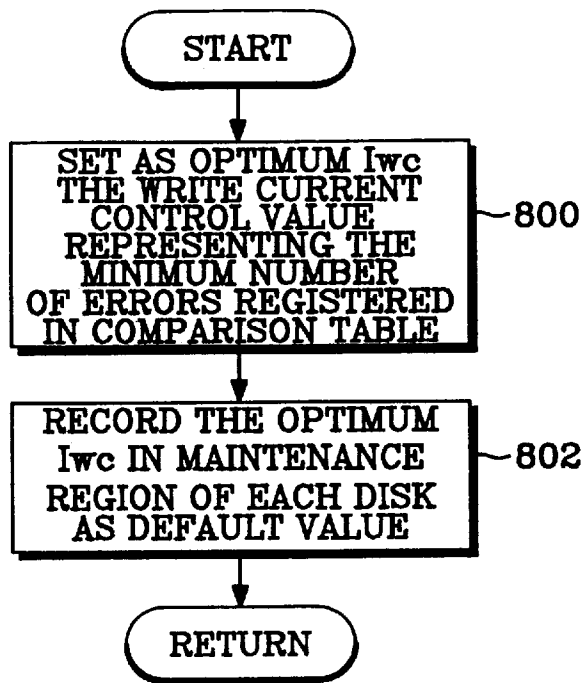 START
SET AS OPTIMUM Iwc
THE WRITE CURRENT
CONTROL VALUE
REPRESENTING THE
MINIMUM NUMBER
OF ERRORS REGISTERED
IN COMPARISON TABLE
800
RECORD THE OPTIMUM
Iwc IN MAINTENANCE
REGION OF EACH DISK
AS DEFAULT VALUE
802
RETURN